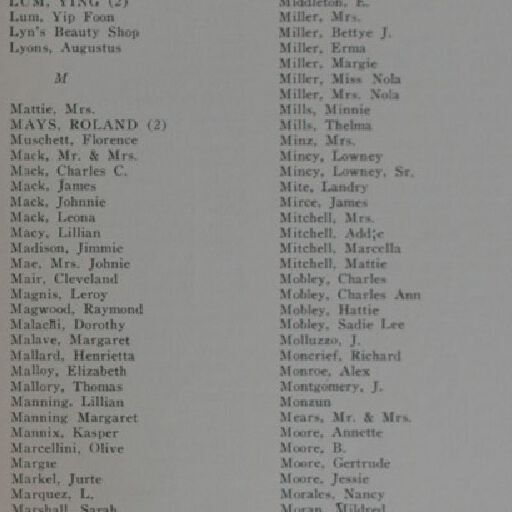 LUM, YING (2)
Lum, Yip Foon
Lyn's Beauty Shop
Lyons, Augustus
M
Mattie, Mrs.
MAYS, ROLAND (2)
Muschett, Florence
Mack, Mr. & Mrs.
Mack, Charles C.
Mack, James
Mack, Johnnie
Mack, Leona
Macy, Lillian
Madison, Jimmie
Mae, Mrs. Johnie
Mair, Cleveland
Magnis, Leroy
Magwood, Raymond
Malachi, Dorothy
Malave, Margaret
Mallard, Henrietta
Malloy, Elizabeth
Mallory, Thomas
Manning, Lillian
Manning Margaret
Mannix, Kasper
Marcellini, Olive
Margie
Markel, Jurte
Marquez, L.
Marshall, Sarah
Middleton, E.
Miller, Mrs.
Miller, Bettye J.
Miller, Erma
Miller, Margie
Miller, Miss Nola
Miller, Mrs. Nola
Mills, Minnie
Mills, Thelma
Minz, Mrs.
Mincy, Lowney
Mincy, Lowney, Sr.
Mite, Landry
Mirce, James
Mitchell, Mrs.
Mitchell, Add;e
Mitchell, Marcella
Mitchell, Mattie
Mobley, Charles
Mobley, Charles Ann
Mobley, Hattie
Mobley, Sadie Lee
Molluzzo, J.
Moncrief, Richard
Monroe, Alex
Montgomery, J.
Monzun
Mears, Mr. & Mrs.
Moore, Annette
Moore, B.
Moore, Gertrude
Moore, Jessie
Morales, Nancy
Moran, Mildred